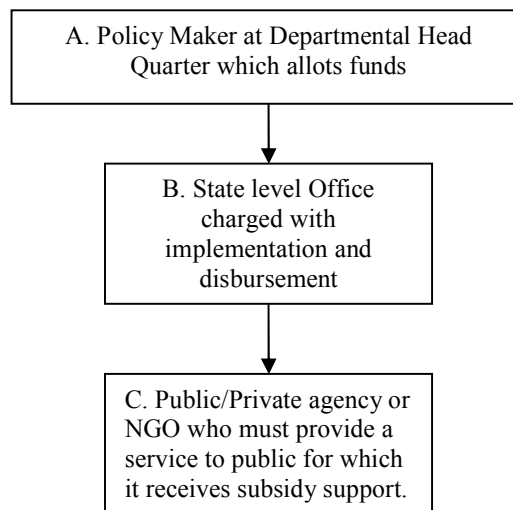 A. Policy Maker at Departmental Head
Quarter which allots funds
B. State level Office
charged with
implementation and
disbursement
C. Public/Private agency or
NGO who must provide a
service to public for which
it receives subsidy support.